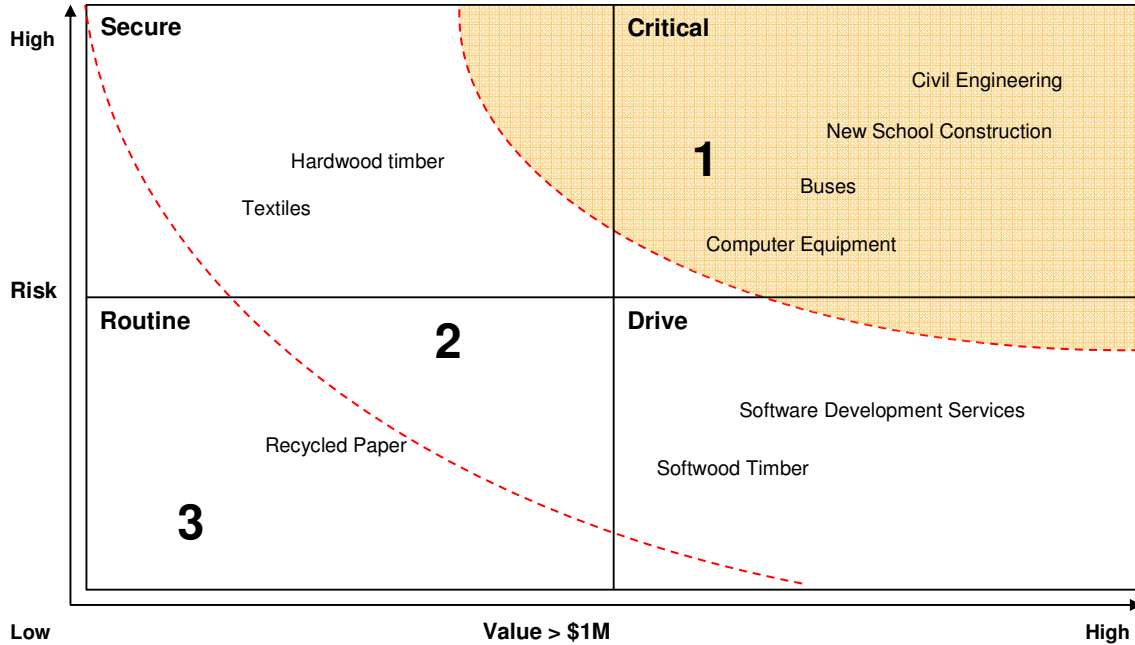 High
Secure
Critical
Civil Engineering
New School Construction
1
Hardwood timber
Buses
Textiles
Computer Equipment
Risk
Routine
Drive
2
Software Development Services
Recycled Paper
Softwood Timber
3
Low
Value > $1M
High